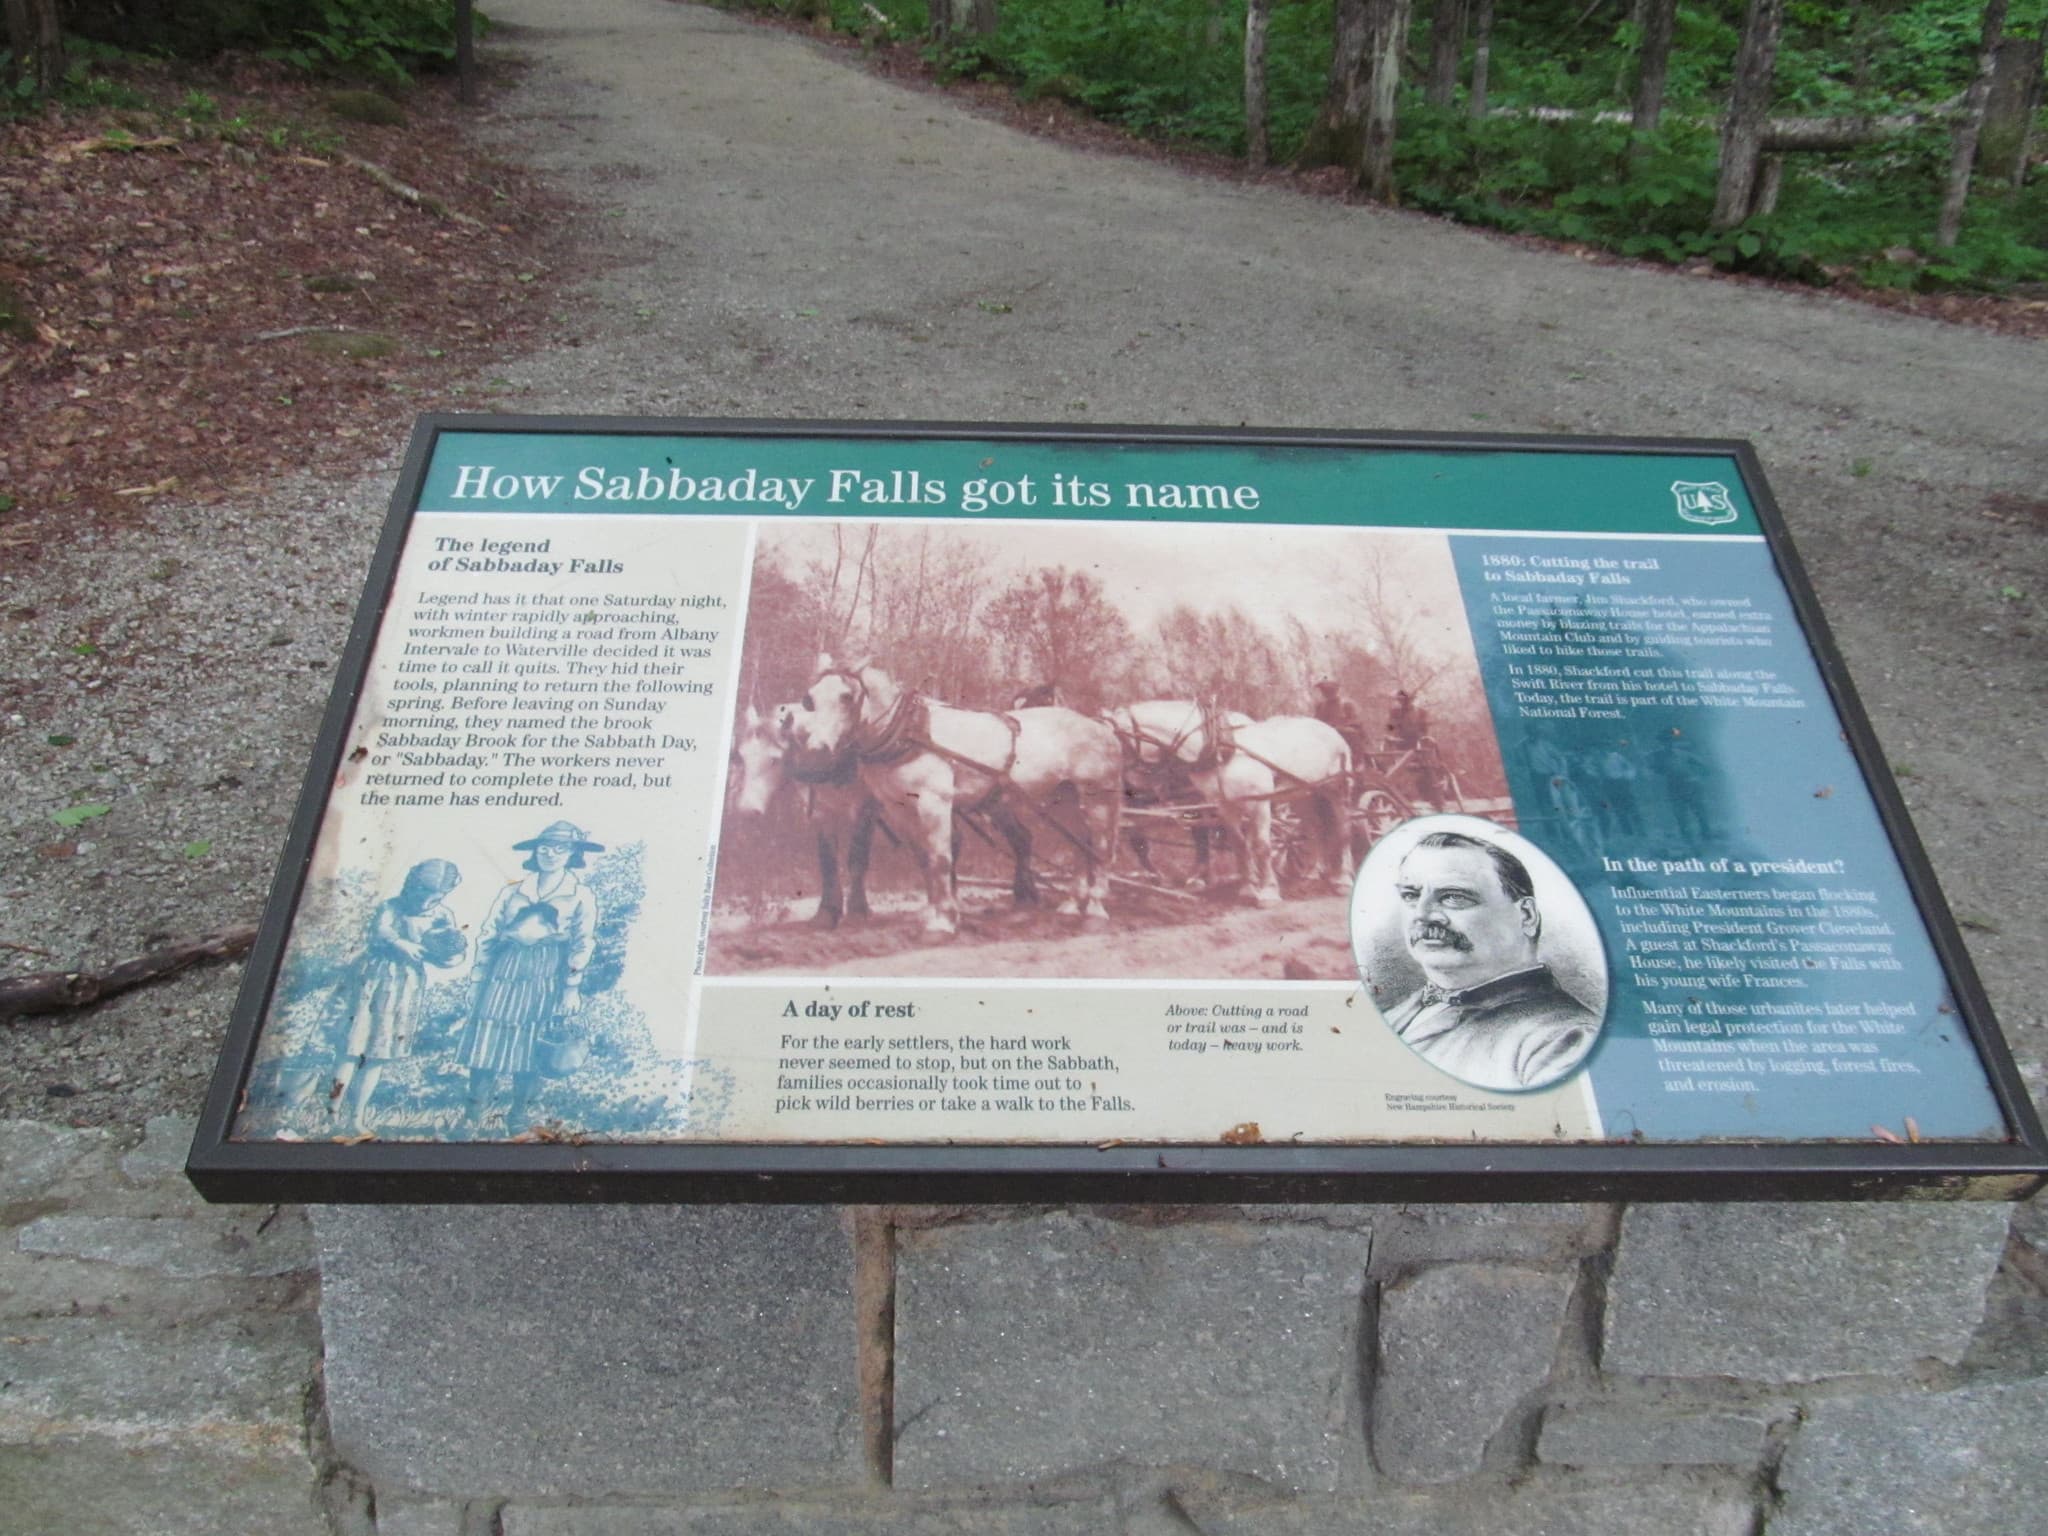 How Sabbaday Falls got its name
US
The legend
of Sabbaday Falls
Legend has it that one Saturday night,
with winter rapidly approaching,
workmen building a road from Albany
Intervale to Waterville decided it was
time to call it quits. They hid their
tools, planning to return the following
spring. Before leaving on Sunday
morning, they named the brook
Sabbaday Brook for the Sabbath Day,
or "Sabbaday." The workers never
returned to complete the road, but
the name has endured.
A day of rest
For the early settlers, the hard work
never seemed to stop, but on the Sabbath,
families occasionally took time out to
pick wild berries or take a walk to the Falls.
Above: Cutting a road
or trail was – and is
today – heavy work.
1880: Cutting the trail
to Sabbaday Falls
A local farmer, Jim Shackford, who owned
the Passaconaway House hotel, earned extra
money by blazing trails for the Appalachian
Mountain Club and by guiding tourists who
liked to hike those trails.
In 1880, Shackford cut this trail along the
Swift River from his hotel to Sabbaday Falls.
Today, the trail is part of the White Mountain
National Forest.
In the path of a president?
Influential Easterners began flocking
to the White Mountains in the 1880s,
including President Grover Cleveland.
A guest at Shackford's Passaconaway
House, he likely visited the Falls with
his young wife Frances.
Many of those urbanites later helped
gain legal protection for the White
Mountains when the area was
threatened by logging, forest fires,
and erosion.
Engraving courtesy
New Hampshire Historical Society